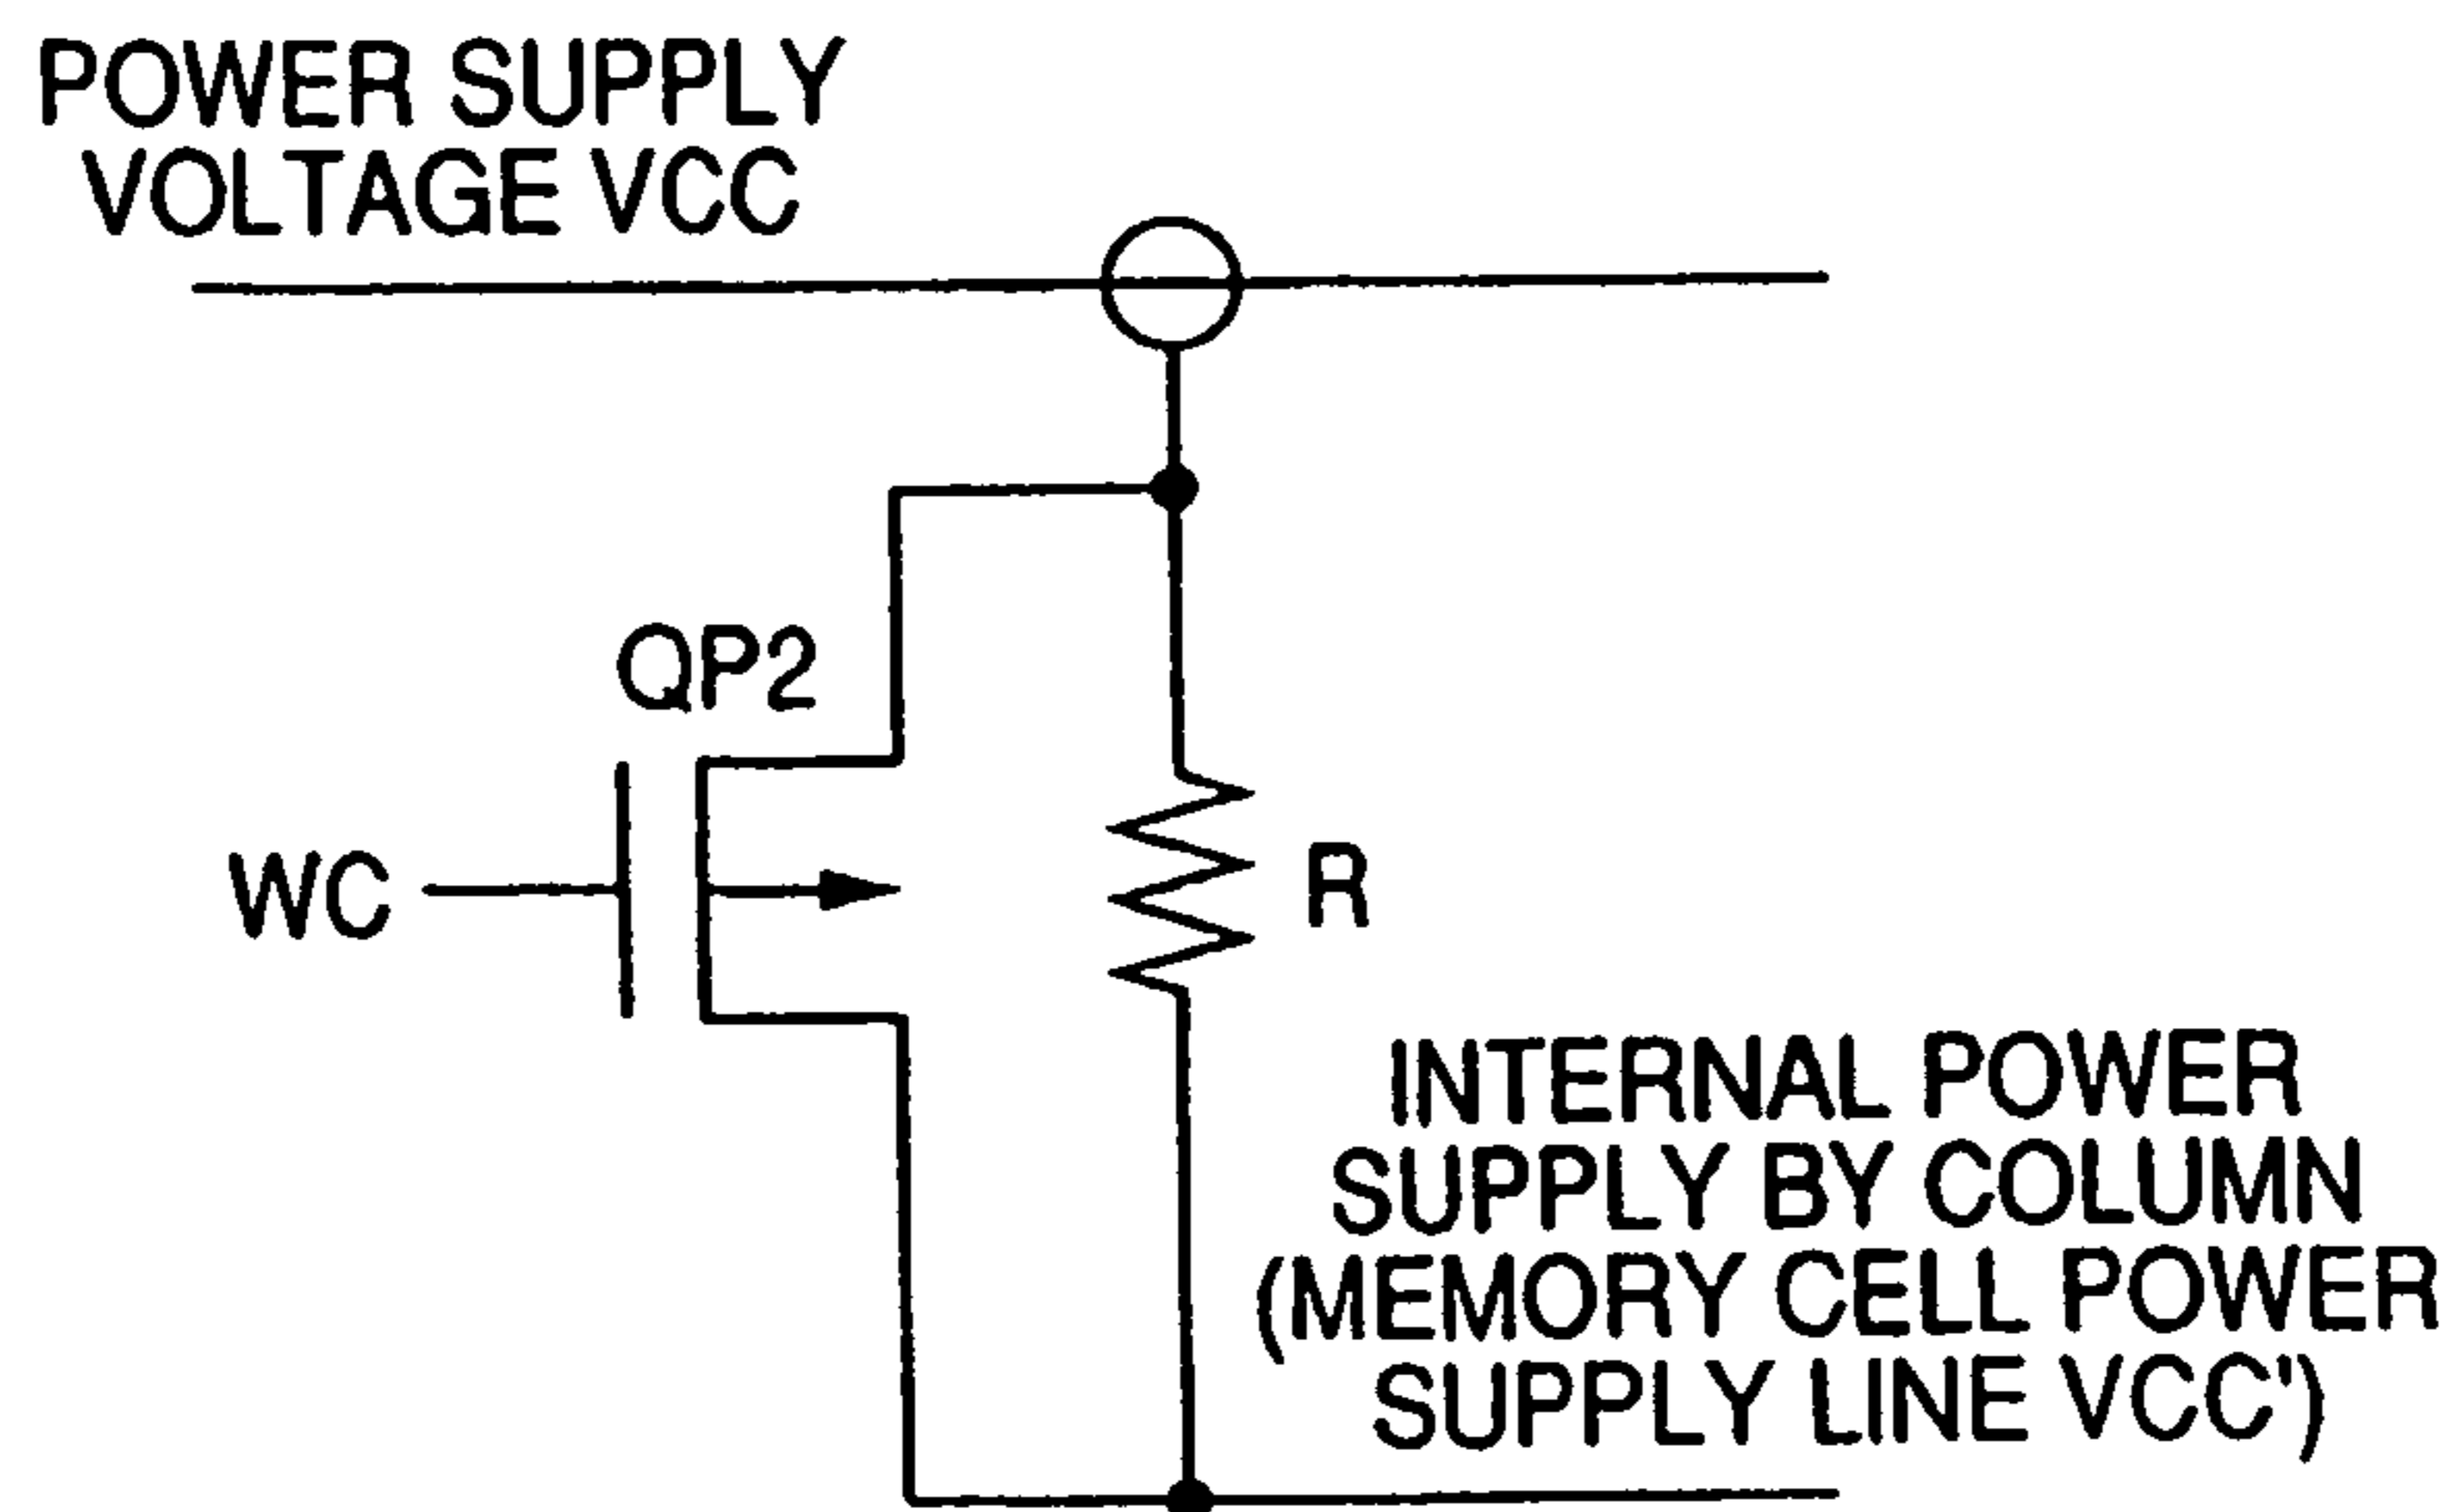 POWER SUPPLY
VOLTAGE VCC
QP2
WC
R
INTERNAL POWER
SUPPLY BY COLUMN
(MEMORY CELL POWER
SUPPLY LINE VCC')